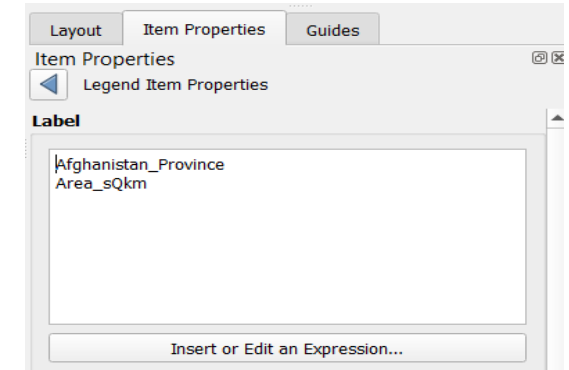 Layout Item Properties Guides
Item Properties
Legend Item Properties
Label
Afghanistan_Province
Area_sQkm
Insert or Edit an Expression...